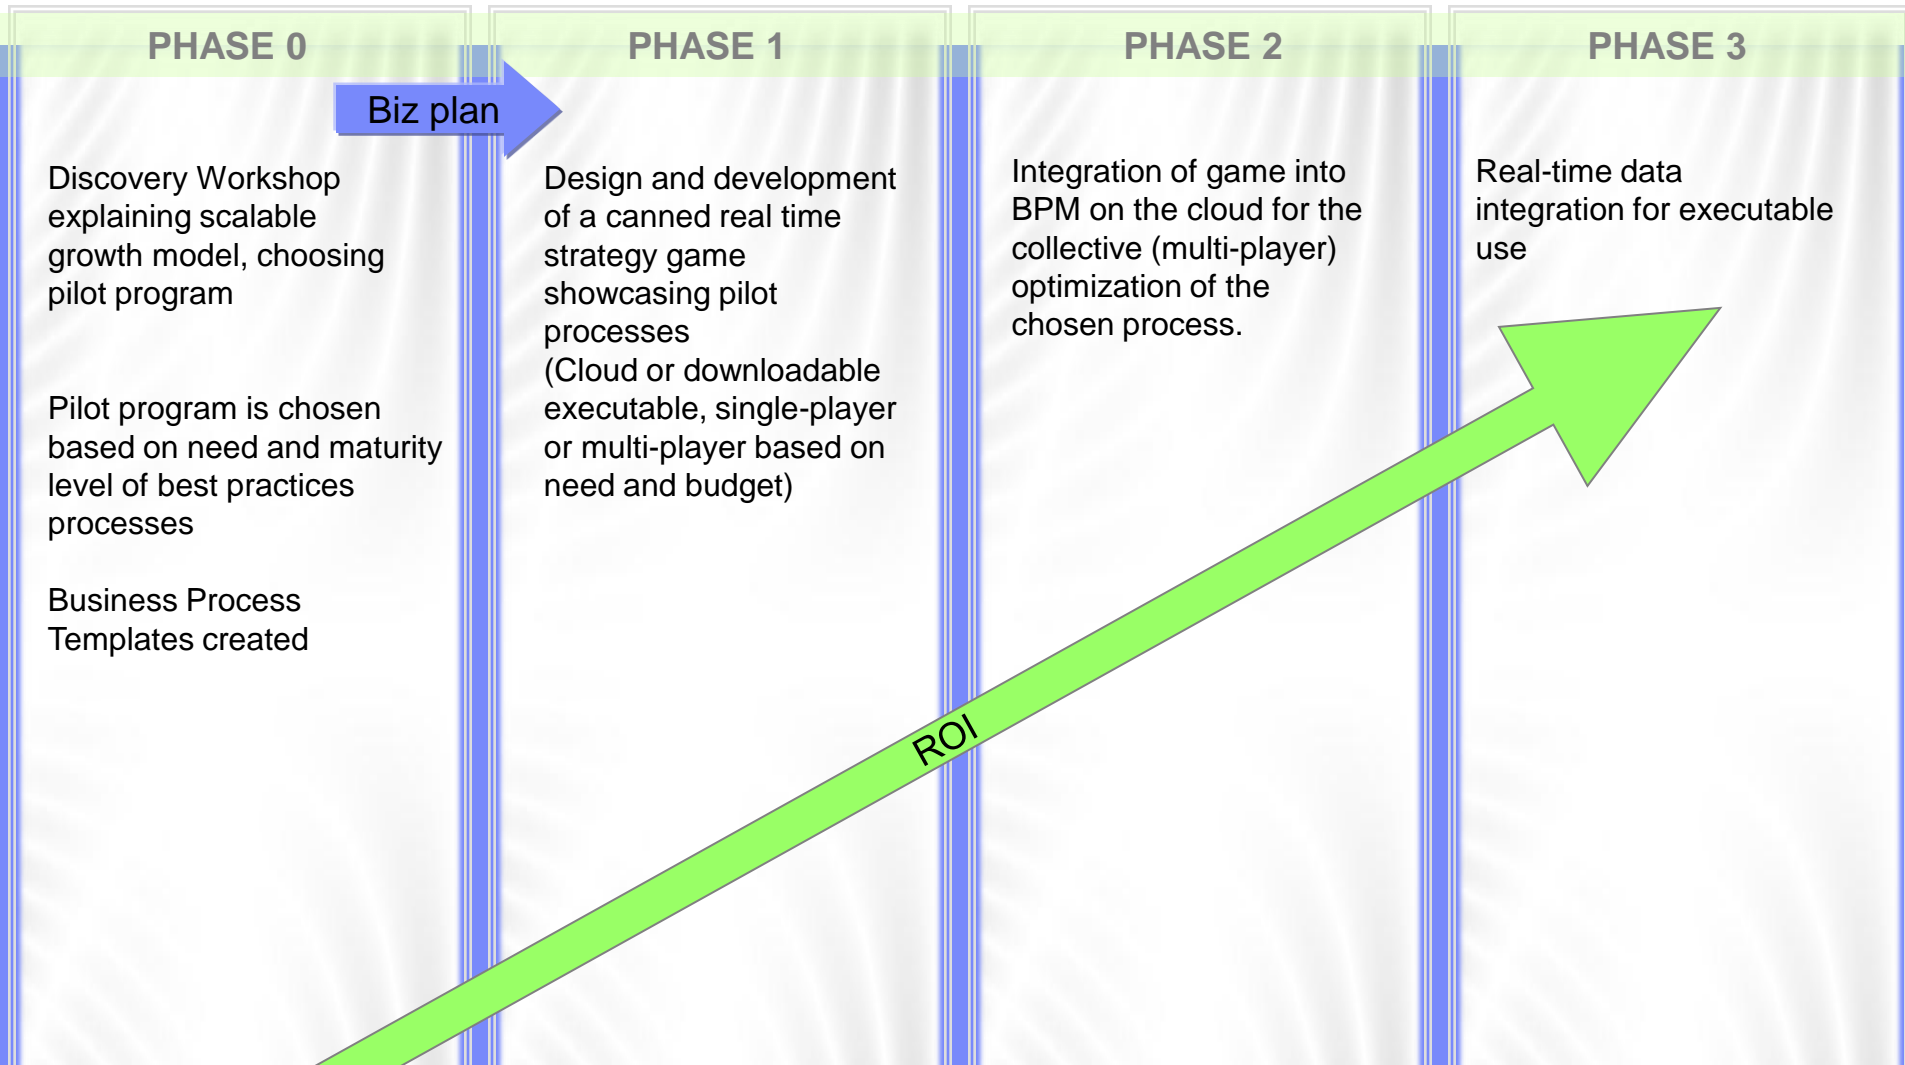 PHASE 0
Biz plan
Discovery Workshop
explaining scalable
growth model, choosing
pilot program
Pilot program is chosen
based on need and maturity
level of best practices
processes
Business Process
Templates created
PHASE 1
Design and development
of a canned real time
strategy game
showcasing pilot
processes
(Cloud or downloadable
executable, single-player
or multi-player based on
need and budget)
PHASE 2
Integration of game into
BPM on the cloud for the
collective (multi-player)
optimization of the
chosen process.
PHASE 3
Real-time data
integration for executable
use
ROI